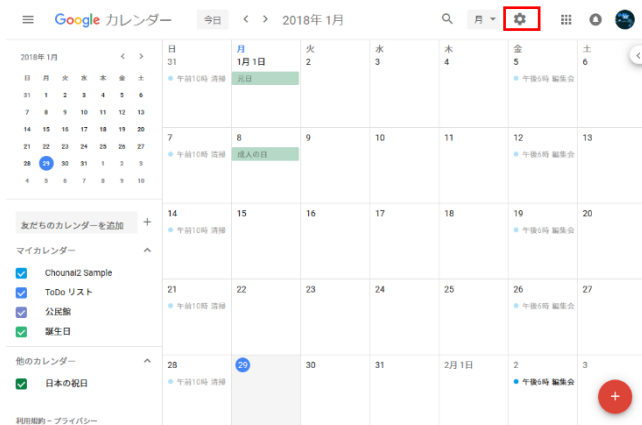 Google カレンダー 今日 < > 2018年 1月 月
2018年 1月 < >
日 月 火 水 木 金 土
31 1 2 3 4 5 6
7 8 9 10 11 12 13
14 15 16 17 18 19 20
21 22 23 24 25 26 27
28 29 30 31 1 2 3
4 5 6 7 8 9 10
友だちのカレンダーを追加 +
マイカレンダー
Chounai2 Sample
ToDo リスト
公民館
誕生日
他のカレンダー
日本の祝日
利用規約 – プライバシー
日 月 火 水 木 金 土
31 1月 1日 2 3 4 5 6
午前10時 清掃 元日 午後6時 編集会
7 8 9 10 11 12 13
午前10時 清掃 成人の日 午後6時 編集会
14 15 16 17 18 19 20
午前10時 清掃 午後6時 編集会
21 22 23 24 25 26 27
午前10時 清掃 午後6時 編集会
28 29 30 31 2月 1日 2 3
午前10時 清掃 午後6時 編集会
+